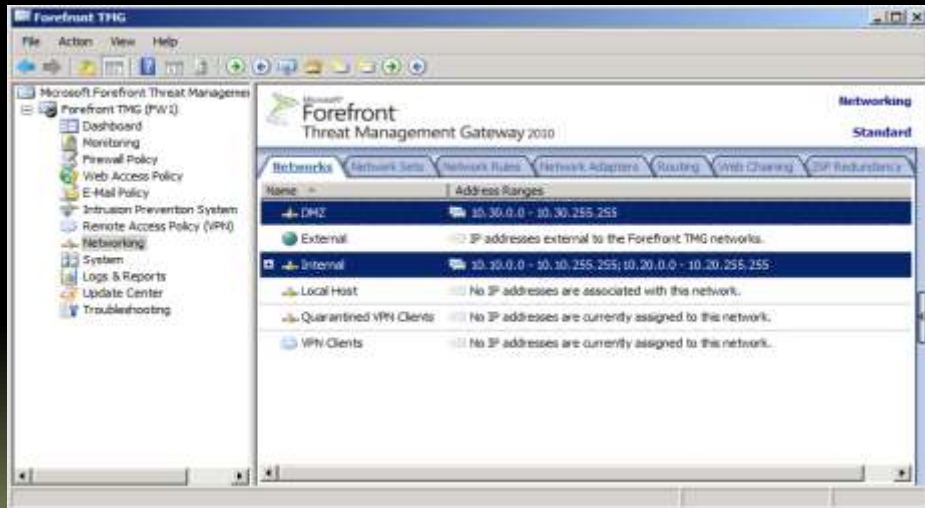 Forefront TMG
File Action View Help
Microsoft Forefront Threat Managemer
Forefront TMG (FW1)
Dashboard
Monitoring
Firewall Policy
Web Access Policy
E-Mail Policy
Intrusion Prevention System
Remote Access Policy (VPN)
Networking
System
Logs & Reports
Update Center
Troubleshooting
Microsoft
Forefront
Threat Management Gateway 2010
Networking
Standard
Networks Network Sets Network Rules Network Adapters Routing Web Chaining ISP Redundancy
Name Address Ranges
DMZ 10.30.0.0 - 10.30.255.255
External IP addresses external to the Forefront TMG networks.
Internal 10.10.0.0 - 10.10.255.255; 10.20.0.0 - 10.20.255.255
Local Host No IP addresses are associated with this network.
Quarantined VPN Clients No IP addresses are currently assigned to this network.
VPN Clients No IP addresses are currently assigned to this network.